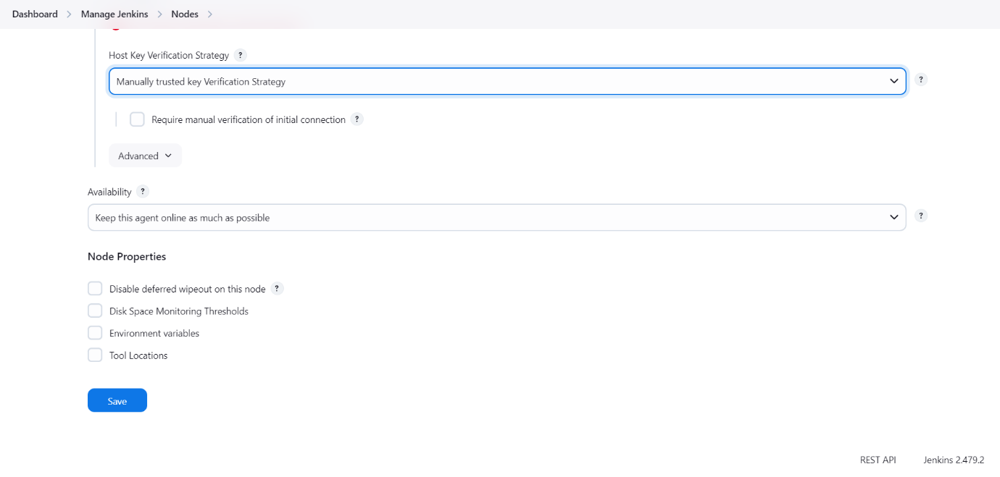 Dashboard > Manage Jenkins > Nodes >
Host Key Verification Strategy ?
Manually trusted key Verification Strategy
?
Require manual verification of initial connection ?
Advanced
Availability ?
Keep this agent online as much as possible
?
Node Properties
Disable deferred wipeout on this node ?
Disk Space Monitoring Thresholds
Environment variables
Tool Locations
Save
REST API Jenkins 2.479.2